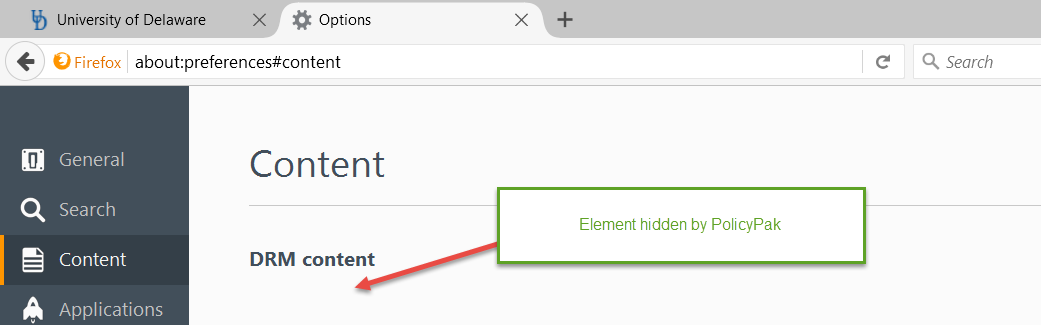 University of Delaware
Options
Firefox
about:preferences#content
Search
General
Content
Search
Element hidden by PolicyPak
Content
DRM content
Applications